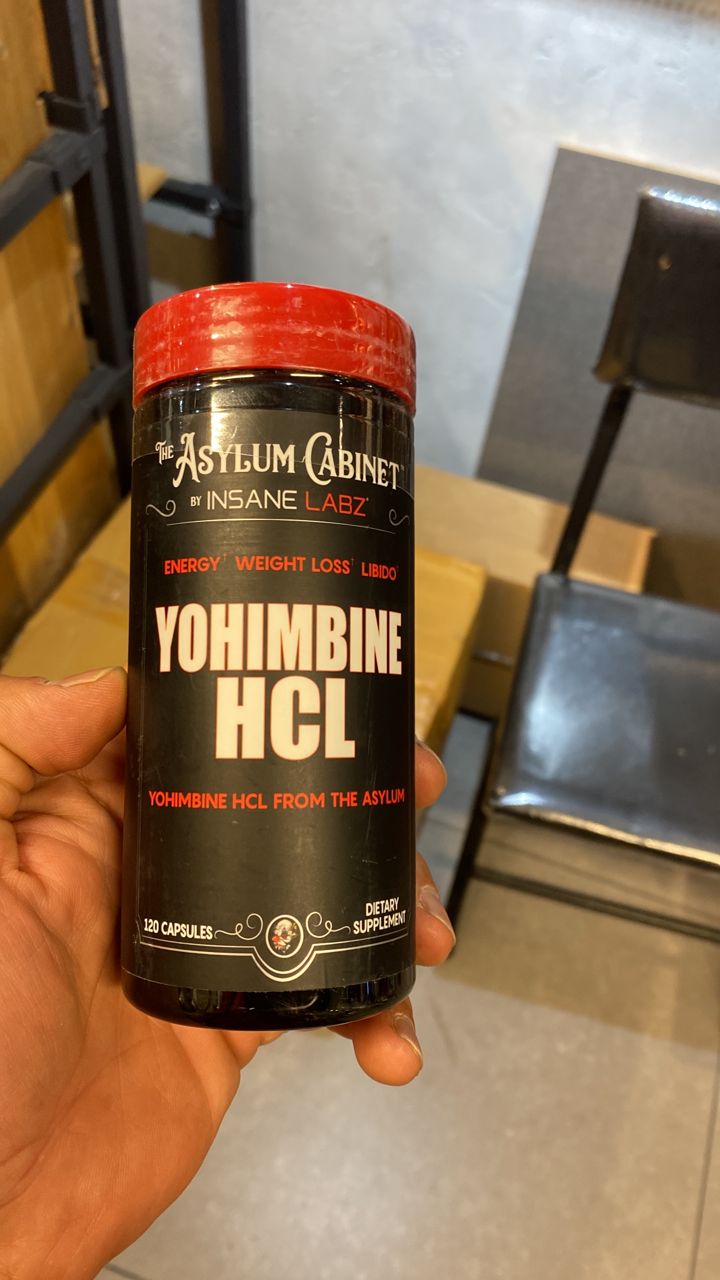 THE ASYLUM CABINET
BY INSANE LABZ
ENERGY† WEIGHT LOSS† LIBIDO†
YOHIMBINE
HCL
YOHIMBINE HCL FROM THE ASYLUM
120 CAPSULES
DIETARY
SUPPLEMENT